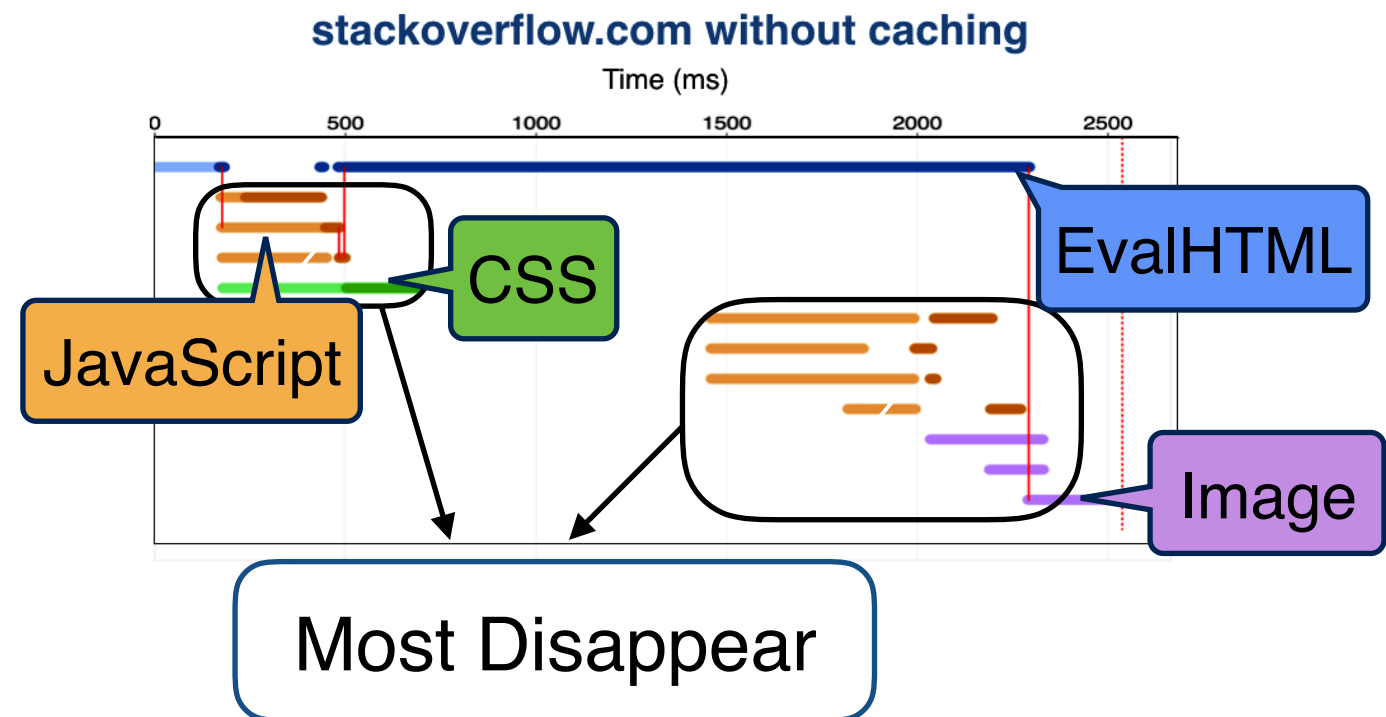 stackoverflow.com without caching
Time (ms)
0 500 1000 1500 2000 2500
EvalHTML
CSS
JavaScript
Image
Most Disappear